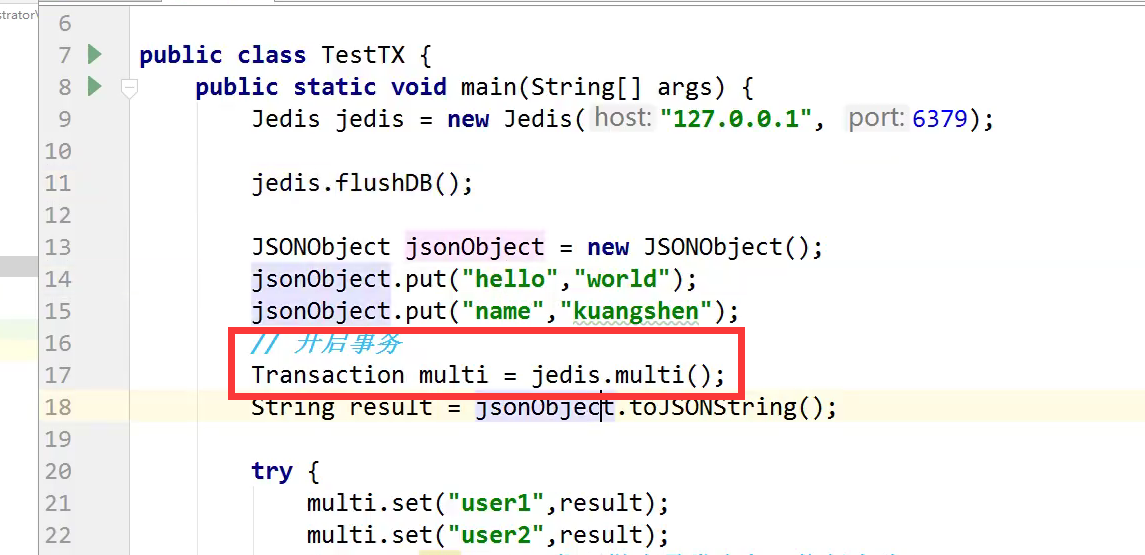 strator\
6
7 public class TestTX {
8 public static void main(String[] args) {
9 Jedis jedis = new Jedis( host: "127.0.0.1", port: 6379);
10
11 jedis.flushDB();
12
13 JSONObject jsonObject = new JSONObject();
14 jsonObject.put("hello","world");
15 jsonObject.put("name","kuangshen");
16 // 开启事务
17 Transaction multi = jedis.multi();
18 String result = jsonObject.toJSONString();
19
20 try {
21 multi.set("user1",result);
22 multi.set("user2",result);